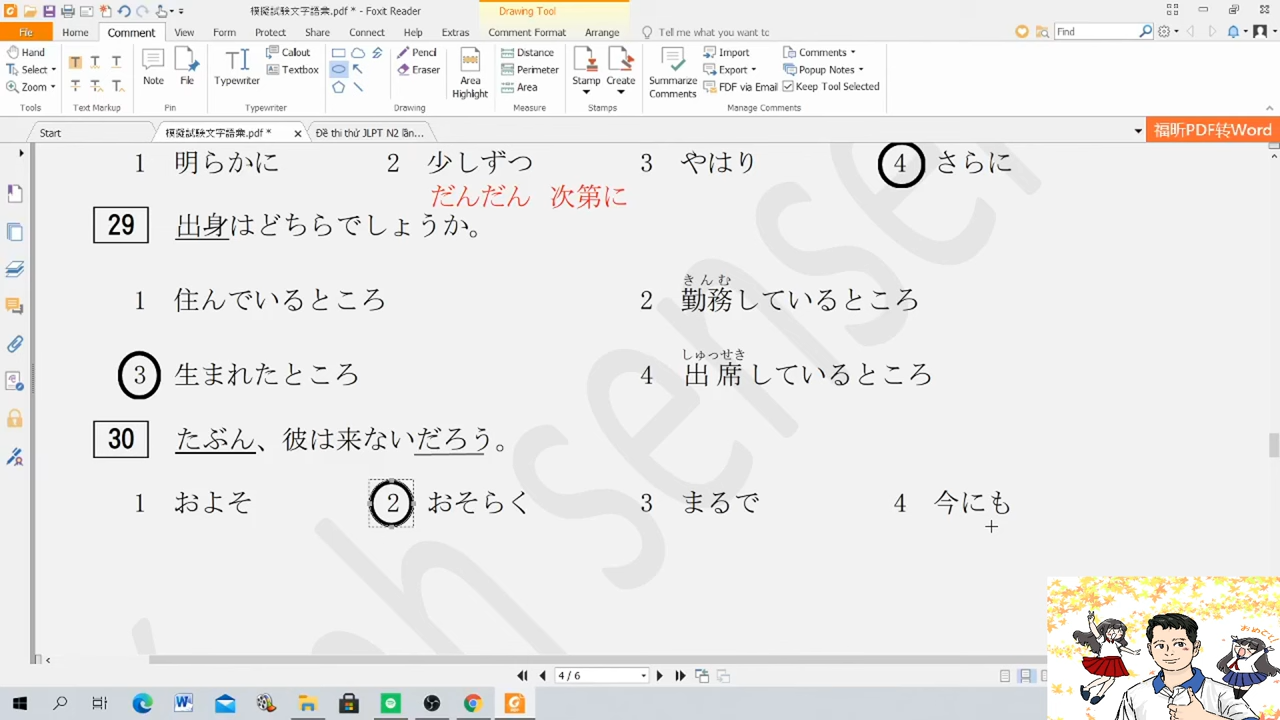 模擬試験文字語彙.pdf * - Foxit Reader
Drawing Tool
File Home Comment View Form Protect Share Connect Help Extras Comment Format Arrange Tell me what you want to Find
Hand Select Zoom Tools
T T T T T T Text Markup
Note File Pin
Typewriter Callout Textbox Typewriter
Pencil Eraser Drawing
Area Highlight
Distance Perimeter Area Measure
Stamp Create Stamps
Summarize Comments Import Export FDF via Email Comments Popup Notes Keep Tool Selected Manage Comments
Start 模擬試験文字語彙.pdf * Đề thi thử JLPT N2 lần... 福昕PDF转Word
1 明らかに 2 少しずつ 3 やはり 4 さらに
だんだん 次第に
29 出身はどちらでしょうか。
きんむ
1 住んでいるところ 2 勤務しているところ
しゅっせき
3 生まれたところ 4 出席しているところ
30 たぶん、彼は来ないだろう。
1 およそ 2 おそらく 3 まるで 4 今にも
おめでとう!
4 / 6